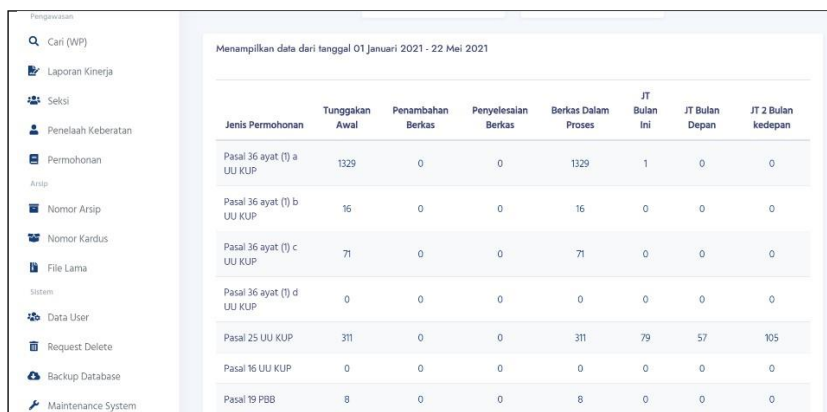 Pengawasan
Cari (WP)
Laporan Kinerja
Seksi
Penelaah Keberatan
Permohonan
Arsip
Nomor Arsip
Nomor Kardus
File Lama
Sistem
Data User
Request Delete
Backup Database
Maintenance System
Menampilkan data dari tanggal 01 Januari 2021 - 22 Mei 2021
Jenis Permohonan Tunggakan Awal Penambahan Berkas Penyelesaian Berkas Berkas Dalam Proses JT Bulan Ini JT Bulan Depan JT 2 Bulan kedepan
Pasal 36 ayat (1) a UU KUP 1329 0 0 1329 1 0 0
Pasal 36 ayat (1) b UU KUP 16 0 0 16 0 0 0
Pasal 36 ayat (1) c UU KUP 71 0 0 71 0 0 0
Pasal 36 ayat (1) d UU KUP 0 0 0 0 0 0 0
Pasal 25 UU KUP 311 0 0 311 79 57 105
Pasal 16 UU KUP 0 0 0 0 0 0 0
Pasal 19 PBB 8 0 0 8 0 0 0